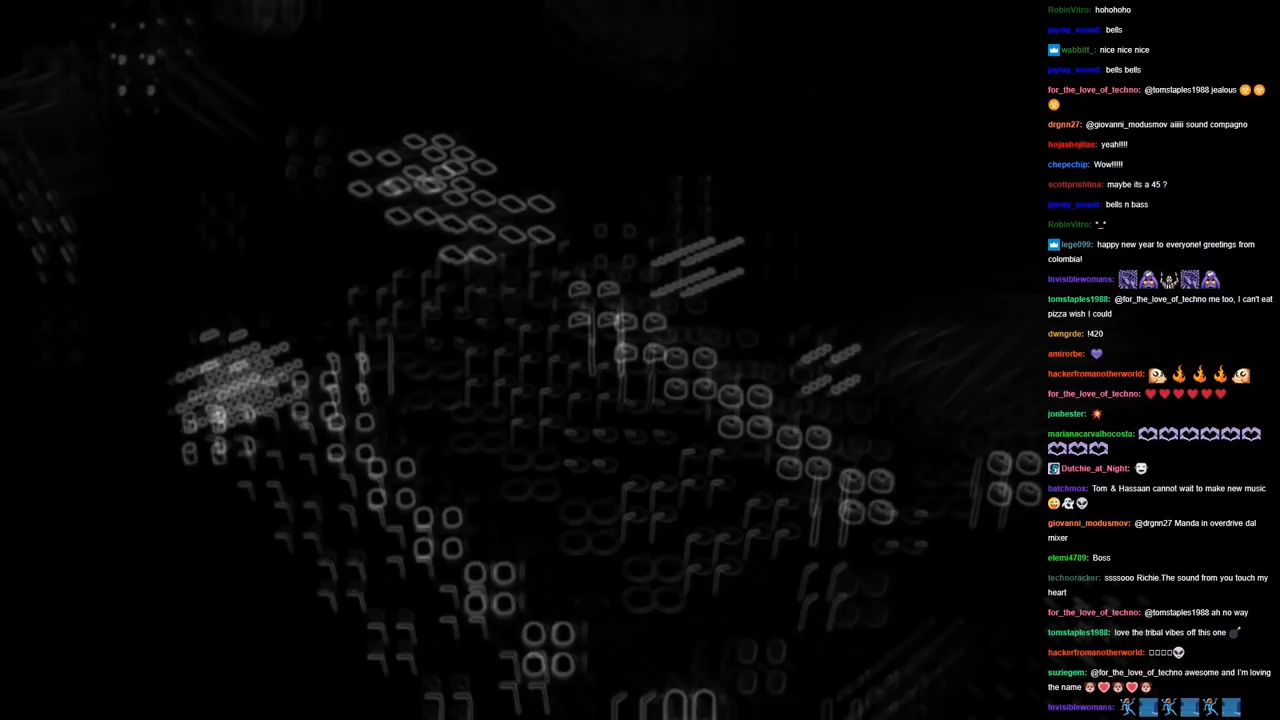 RobinVitro: hohohoho
jayray_sound: bells
wabbitt_: nice nice nice
jayray_sound: bells bells
for_the_love_of_techno: @tomstaples1988 jealous
drgnn27: @giovanni_modusmov aiiiii sound compagno
hojashojitas: yeah!!!!
chepechip: Wow!!!!!
scottprishtina: maybe its a 45 ?
jayray_sound: bells n bass
RobinVitro: *_*
lege099: happy new year to everyone! greetings from
colombia!
Invisiblewomans:
tomstaples1988: @for_the_love_of_techno me too, I can't eat
pizza wish I could
dwngrde: !420
amirorbe: 💜
hackerfromanotherworld: 🔥 🔥 🔥
for_the_love_of_techno: ♥♥♥♥♥♥
jonhester: 💥
marianacarvalhocosta:
Dutchie_at_Night:
batchmox: Tom & Hassaan cannot wait to make new music
😜👻👽
giovanni_modusmov: @drgnn27 Manda in overdrive dal
mixer
elemi4789: Boss
technoracker: sssssooo Richie.The sound from you touch my
heart
for_the_love_of_techno: @tomstaples1988 ah no way
tomstaples1988: love the tribal vibes off this one 💣
hackerfromanotherworld: □□□□👽
suziegem: @for_the_love_of_techno awesome and I'm loving
the name
Invisiblewomans: